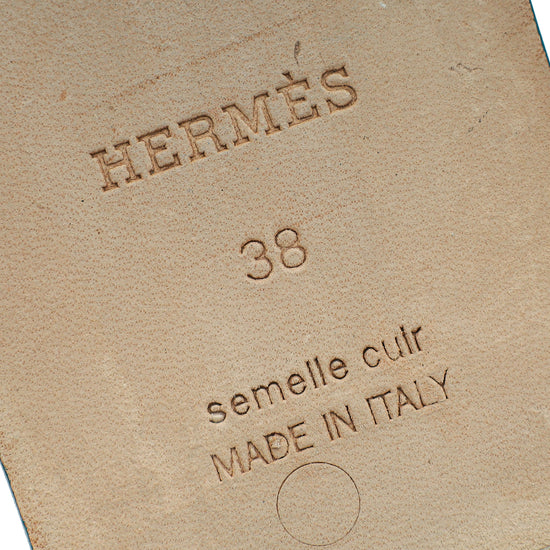 HERMÈS
38
semelle cuir
MADE IN ITALY